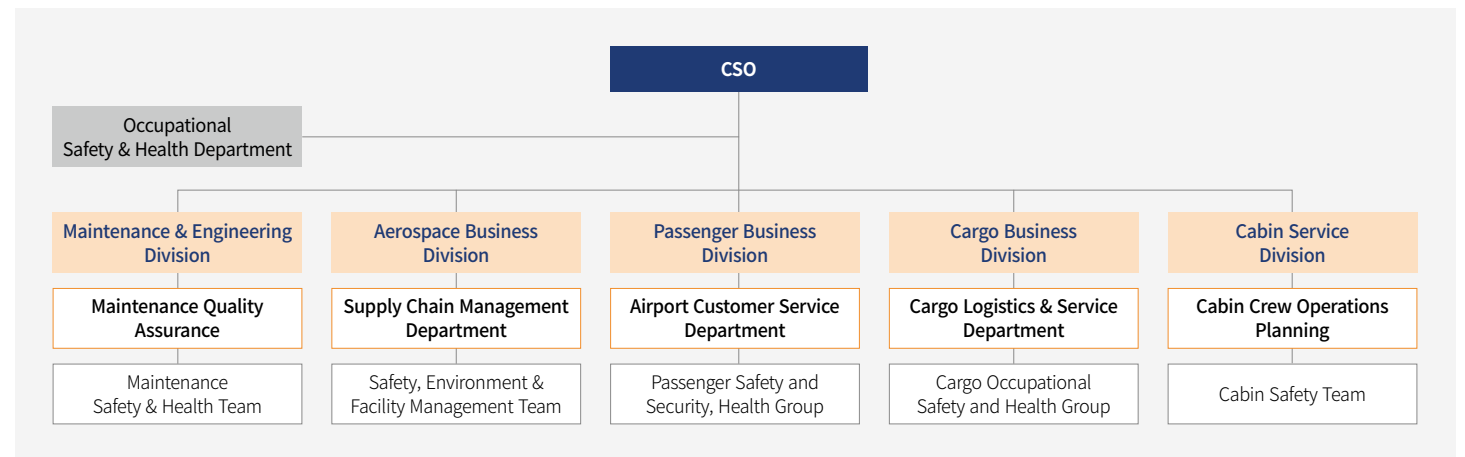 CSO
Occupational
Safety & Health Department
Maintenance & Engineering
Division
Aerospace Business
Division
Passenger Business
Division
Cargo Business
Division
Cabin Service
Division
Maintenance Quality
Assurance
Supply Chain Management
Department
Airport Customer Service
Department
Cargo Logistics & Service
Department
Cabin Crew Operations
Planning
Maintenance
Safety & Health Team
Safety, Environment &
Facility Management Team
Passenger Safety and
Security, Health Group
Cargo Occupational
Safety and Health Group
Cabin Safety Team